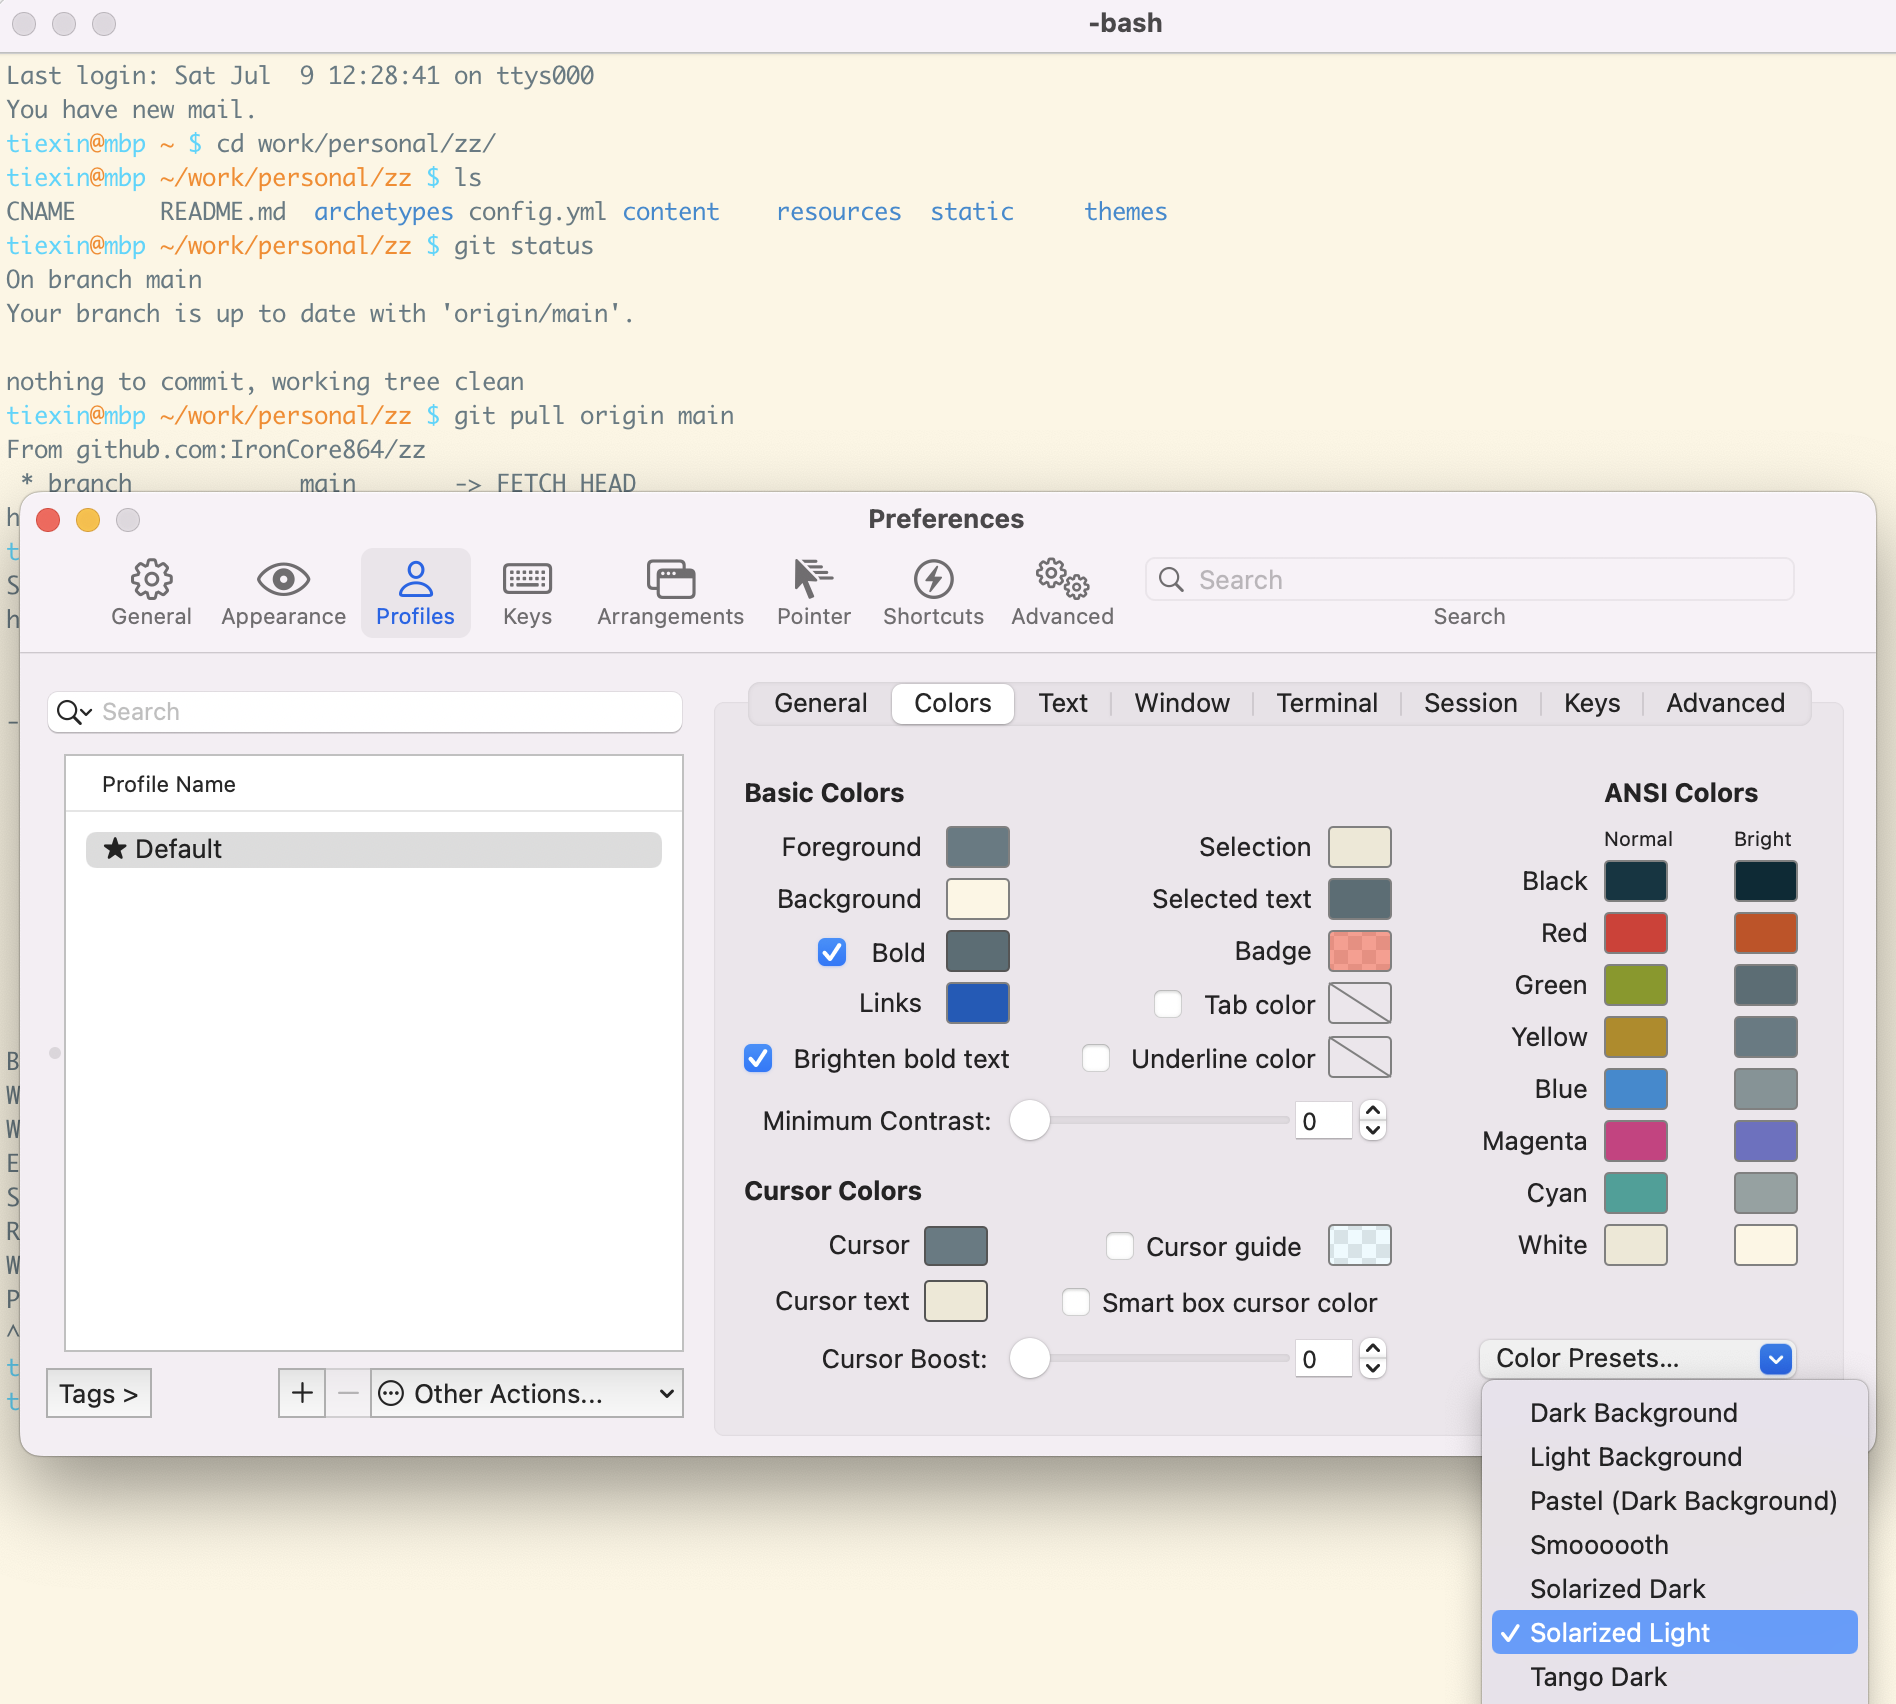 -bash
Last login: Sat Jul  9 12:28:41 on ttys000
You have new mail.
tiexin@mbp ~ $ cd work/personal/zz/
tiexin@mbp ~/work/personal/zz $ ls
CNAME      README.md  archetypes config.yml content    resources  static     themes
tiexin@mbp ~/work/personal/zz $ git status
On branch main
Your branch is up to date with 'origin/main'.
nothing to commit, working tree clean
tiexin@mbp ~/work/personal/zz $ git pull origin main
From github.com:IronCore864/zz
 * branch            main       -> FETCH_HEAD
Preferences
General Appearance Profiles Keys Arrangements Pointer Shortcuts Advanced Search
Search
Search
General Colors Text Window Terminal Session Keys Advanced
Profile Name
★ Default
Tags >
+ − Other Actions...
Basic Colors
Foreground
Background
Bold
Links
Brighten bold text
Selection
Selected text
Badge
Tab color
Underline color
Minimum Contrast: 0
Cursor Colors
Cursor
Cursor text
Cursor guide
Smart box cursor color
Cursor Boost: 0
ANSI Colors
Normal Bright
Black
Red
Green
Yellow
Blue
Magenta
Cyan
White
Color Presets...
Dark Background
Light Background
Pastel (Dark Background)
Smoooooth
Solarized Dark
✓ Solarized Light
Tango Dark